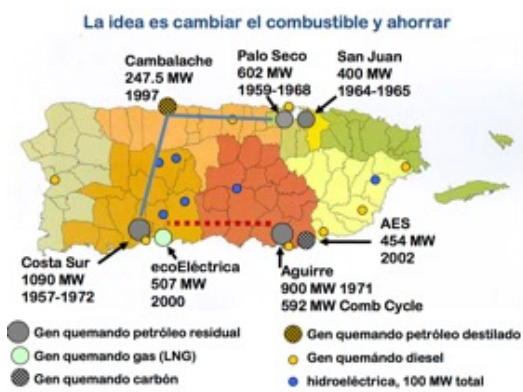 La idea es cambiar el combustible y ahorrar
Cambalache
247.5 MW
1997
Palo Seco
602 MW
1959-1968
San Juan
400 MW
1964-1965
Costa Sur
1090 MW
1957-1972
ecoEléctrica
507 MW
2000
Aguirre
900 MW 1971
592 MW Comb Cycle
AES
454 MW
2002
Gen quemando petróleo residual
Gen quemando gas (LNG)
Gen quemando carbón
Gen quemando petróleo destilado
Gen quemándo diesel
hidroeléctrica, 100 MW total